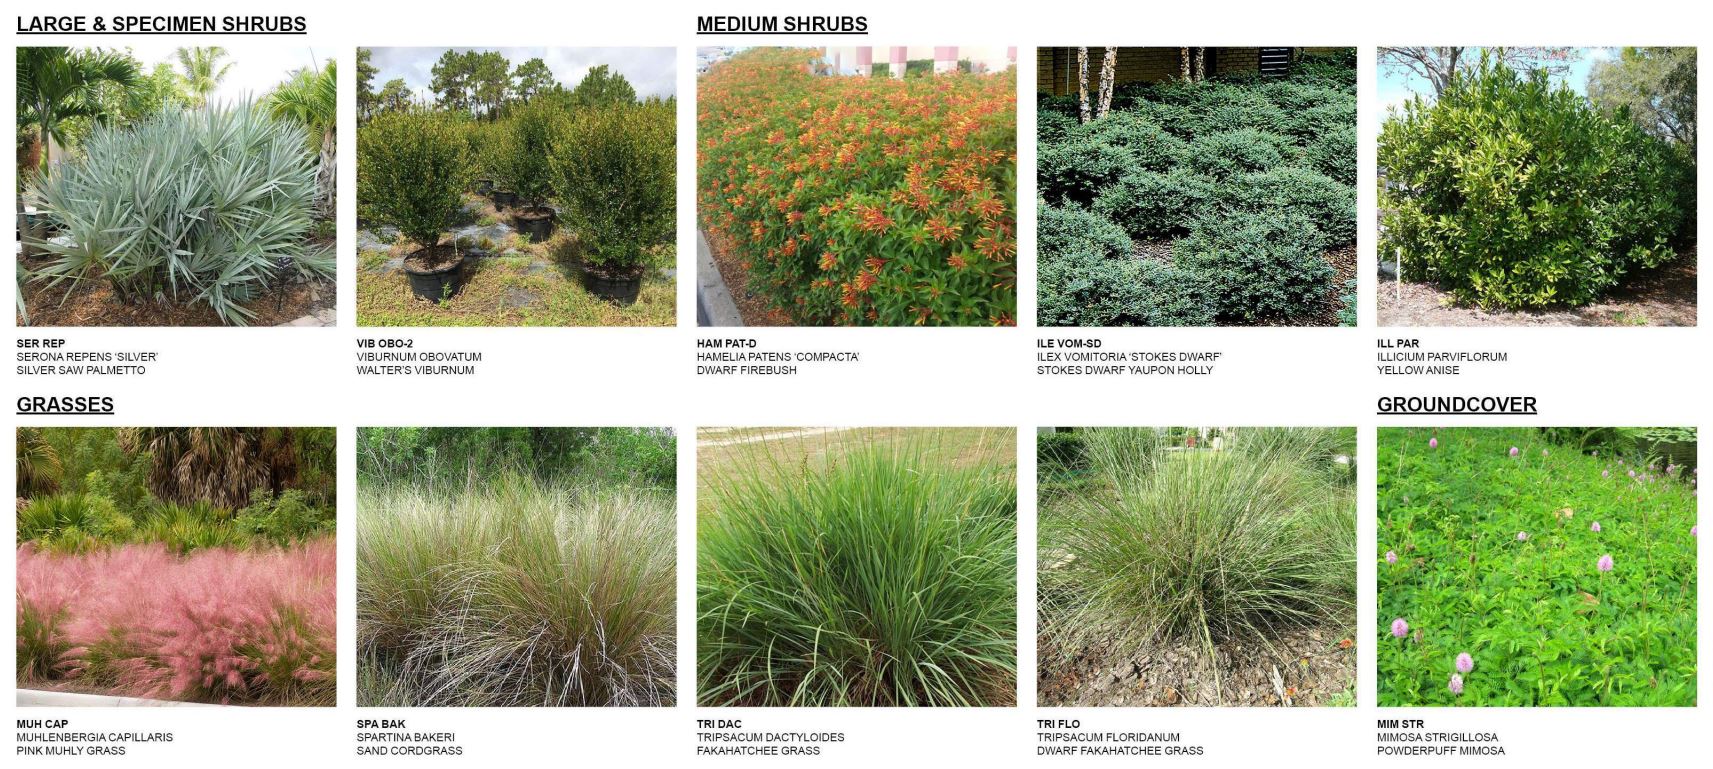 LARGE & SPECIMEN SHRUBS
MEDIUM SHRUBS
SER REP
SERONA REPENS ‘SILVER’
SILVER SAW PALMETTO
VIB OBO-2
VIBURNUM OBOVATUM
WALTER’S VIBURNUM
HAM PAT-D
HAMELIA PATENS ‘COMPACTA’
DWARF FIREBUSH
ILE VOM-SD
ILEX VOMITORIA ‘STOKES DWARF’
STOKES DWARF YAUPON HOLLY
ILL PAR
ILLICIUM PARVIFLORUM
YELLOW ANISE
GRASSES
GROUNDCOVER
MUH CAP
MUHLENBERGIA CAPILLARIS
PINK MUHLY GRASS
SPA BAK
SPARTINA BAKERI
SAND CORDGRASS
TRI DAC
TRIPSACUM DACTYLOIDES
FAKAHATCHEE GRASS
TRI FLO
TRIPSACUM FLORIDANUM
DWARF FAKAHATCHEE GRASS
MIM STR
MIMOSA STRIGILLOSA
POWDERPUFF MIMOSA